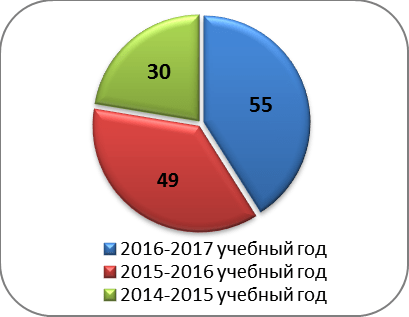 30
55
49
2016-2017 учебный год
2015-2016 учебный год
2014-2015 учебный год